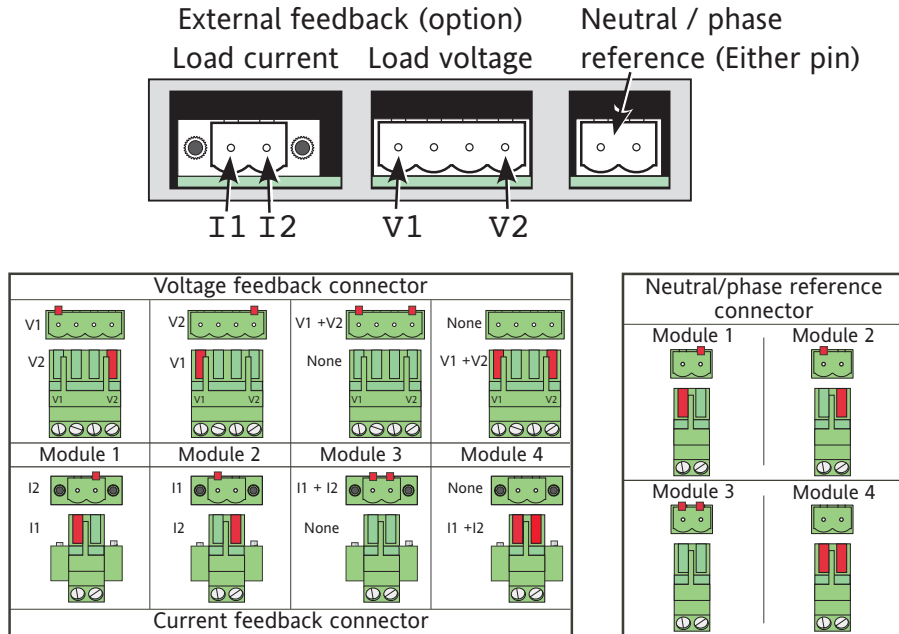 External feedback (option)
Load current
Load voltage
Neutral / phase
reference (Either pin)
I1 I2
V1
V2
Voltage feedback connector
V1
V2
V1 +V2
None
V2
V1
None
V1 +V2
V1 V2
V1 V2
V1 V2
V1 V2
Module 1
Module 2
Module 3
Module 4
I2
I1
I1 + I2
None
I1
I2
None
I1 +I2
Current feedback connector
Neutral/phase reference
connector
Module 1
Module 2
Module 3
Module 4